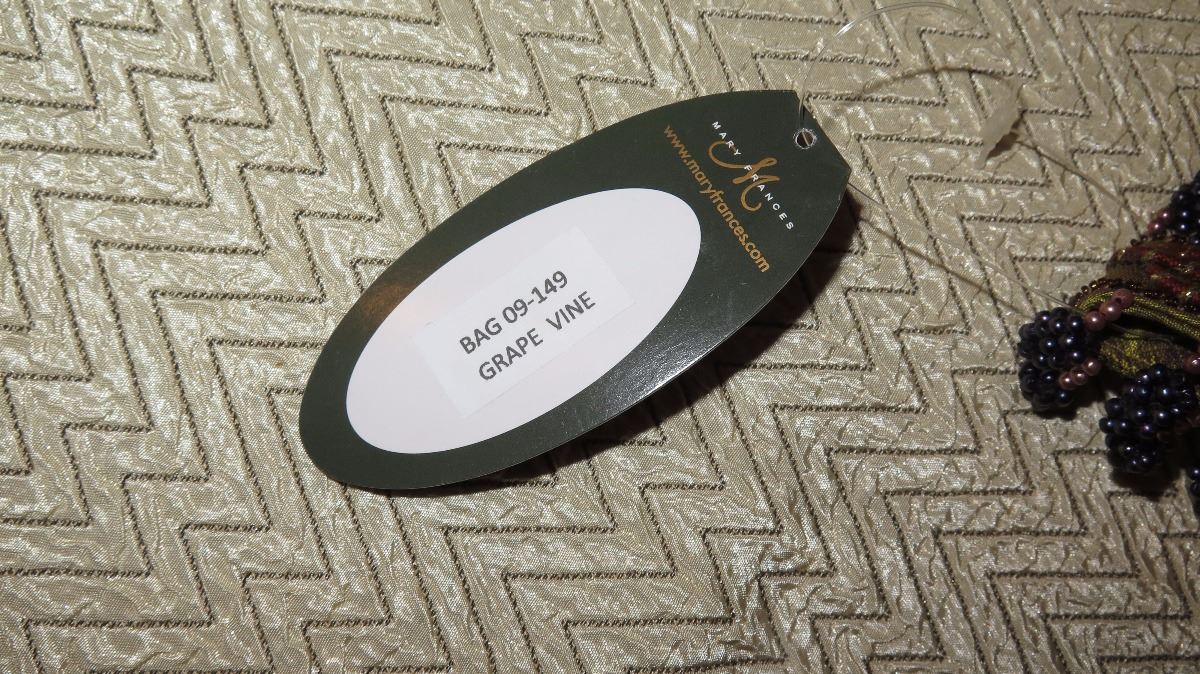 MARY FRANCES
M
www.maryfrances.com
BAG 09-149
GRAPE VINE